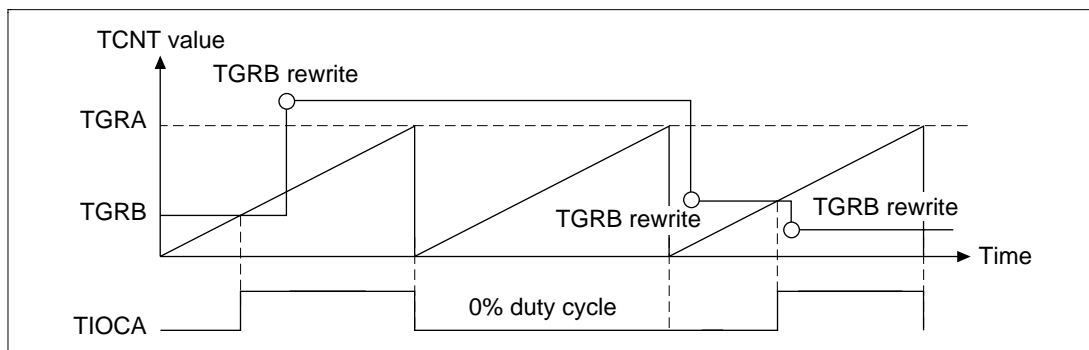 TCNT value
TGRB rewrite
TGRA
TGRB
TGRB rewrite
TGRB rewrite
Time
0% duty cycle
TIOCA